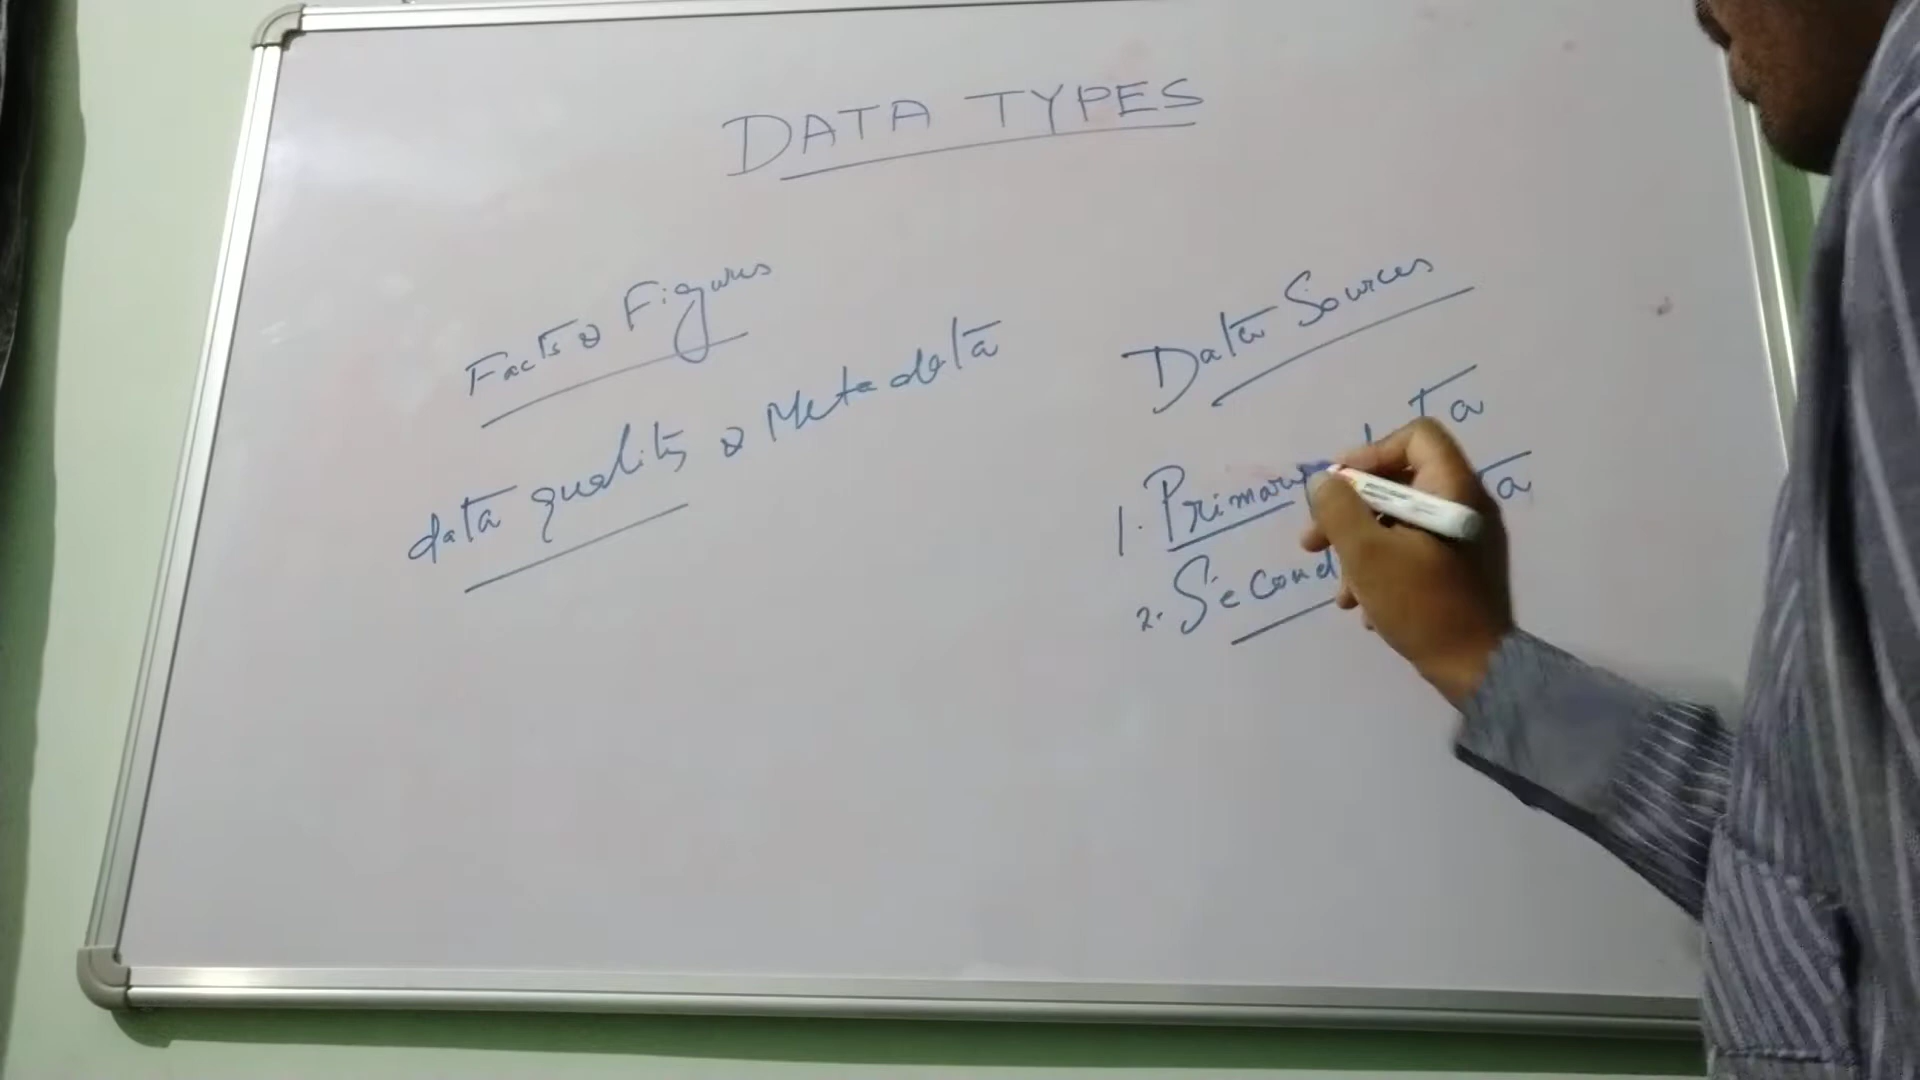 DATA TYPES
Facts & Figures
data quality & Metadata
Data Sources
1. Primary
2. Second